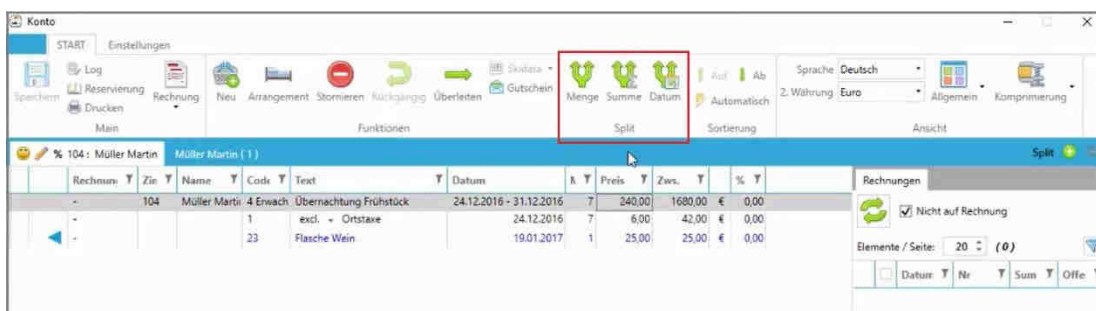 Konto
START Einstellungen
Speichern
Log
Reservierung
Drucken
Rechnung
Main
Neu Arrangement Stornieren Rückgängig Überleiten
Skidata
Gutschein
Funktionen
Menge Summe Datum
Split
Auf Ab
Automatisch
Sortierung
Sprache Deutsch
2. Währung Euro
Allgemein Komprimierung
Ansicht
% 104: Müller Martin Müller Martin ( 1 ) Split
Rechnun Zin Name Code Text Datum Preis Zws. %
- 104 Müller Marti 4 Erwach Übernachtung Frühstück 24.12.2016 - 31.12.2016 7 240,00 1680,00 € 0,00
- 1 excl. - Ortstaxe 24.12.2016 7 6,00 42,00 € 0,00
- 23 Flasche Wein 19.01.2017 1 25,00 25,00 € 0,00
Rechnungen
Nicht auf Rechnung
Elemente / Seite: 20 (0)
Datum Nr Sum Offe